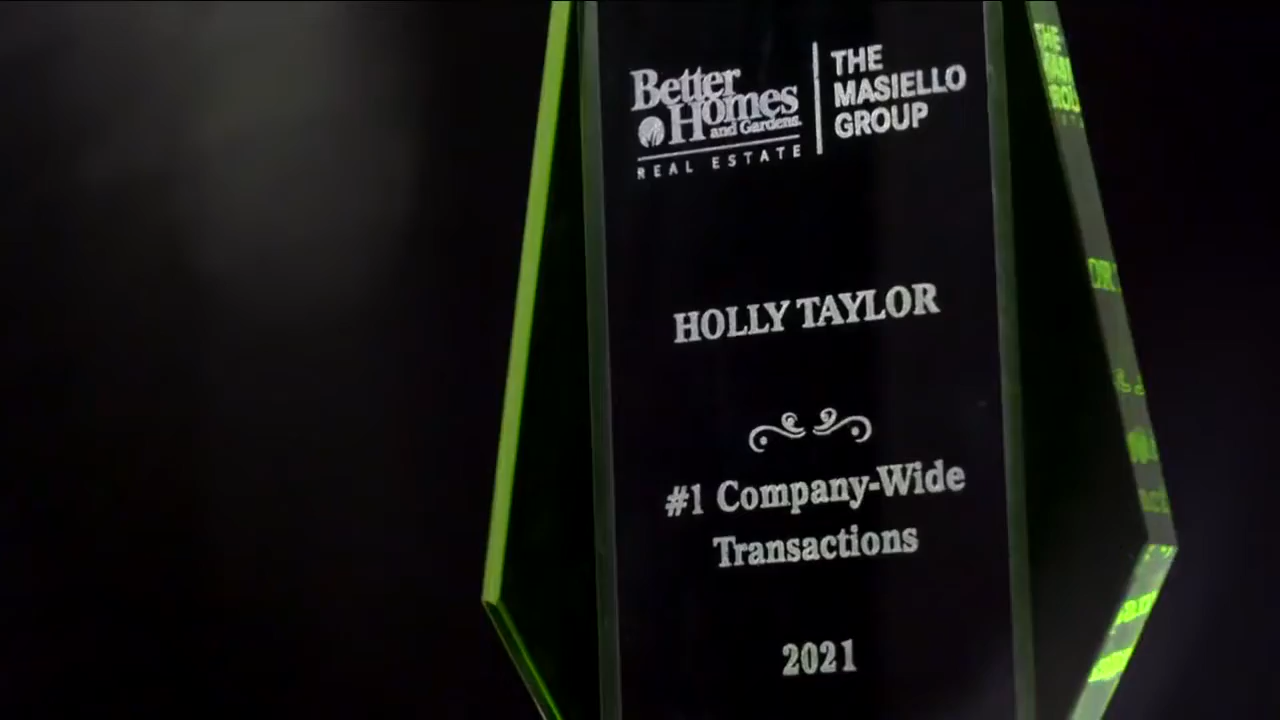 Better
Homes
and Gardens.
REAL ESTATE
THE
MASIELLO
GROUP
HOLLY TAYLOR
#1 Company-Wide
Transactions
2021